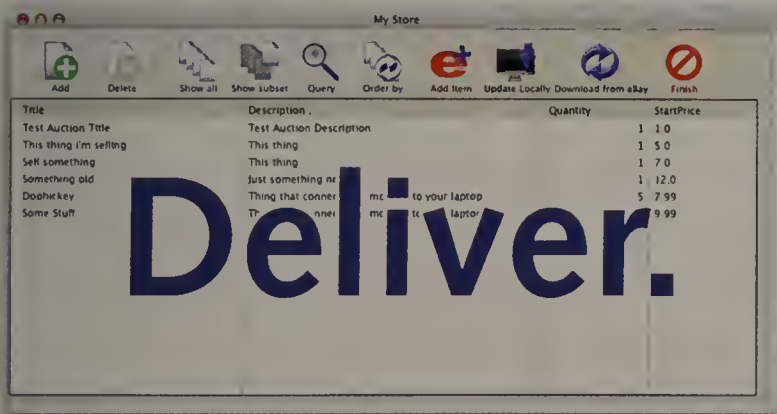 My Store
Add Delete Show all Show subset Query Order by Add Item Update Locally Download from eBay Finish
Title Description Quantity StartPrice
Test Auction Title Test Auction Description 1 1.0
This thing i'm selling This thing 1 5.0
Sell something This thing 1 7.0
Something old Just something 1 12.0
Doohickey Thing that to your laptop 5 7.99
Some Stuff 9.99
Deliver.